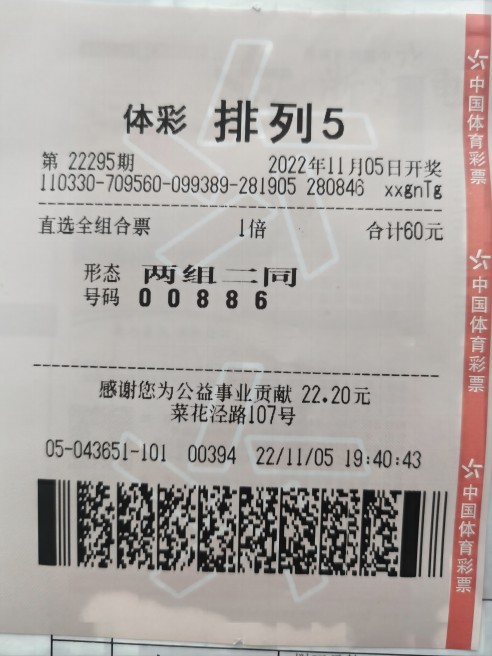 体彩 排列5
第 22295期 2022年11月05日开奖
110330-709560-099389-281905 280846 xxgnTg
直选全组合票 1倍 合计60元
形态 两组二同
号码 0 0 8 8 6
感谢您为公益事业贡献 22.20元
菜花泾路107号
05-043651-101 00394 22/11/05 19:40:43
中国体育彩票
中国体育彩票
中国体育彩票